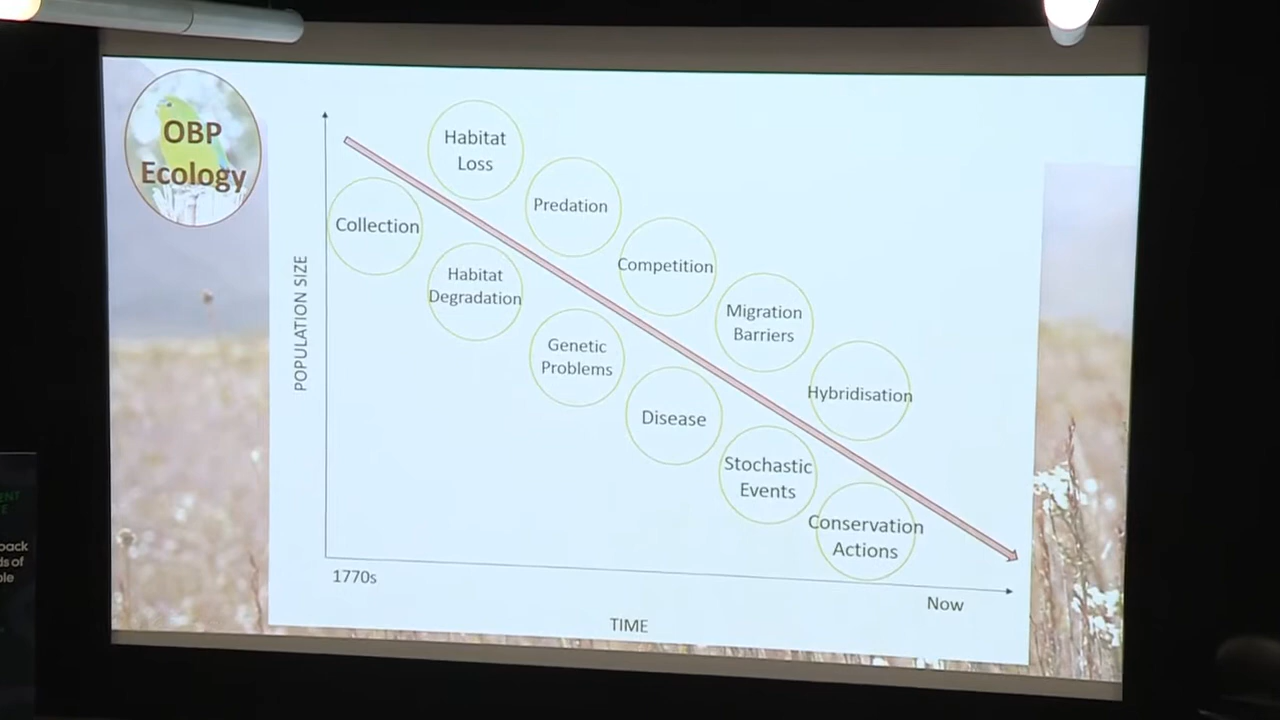 OBP
Ecology
Habitat
Loss
Predation
Collection
Competition
Habitat
Degradation
Migration
Barriers
Genetic
Problems
Hybridisation
Disease
Stochastic
Events
Conservation
Actions
POPULATION SIZE
1770s
Now
TIME